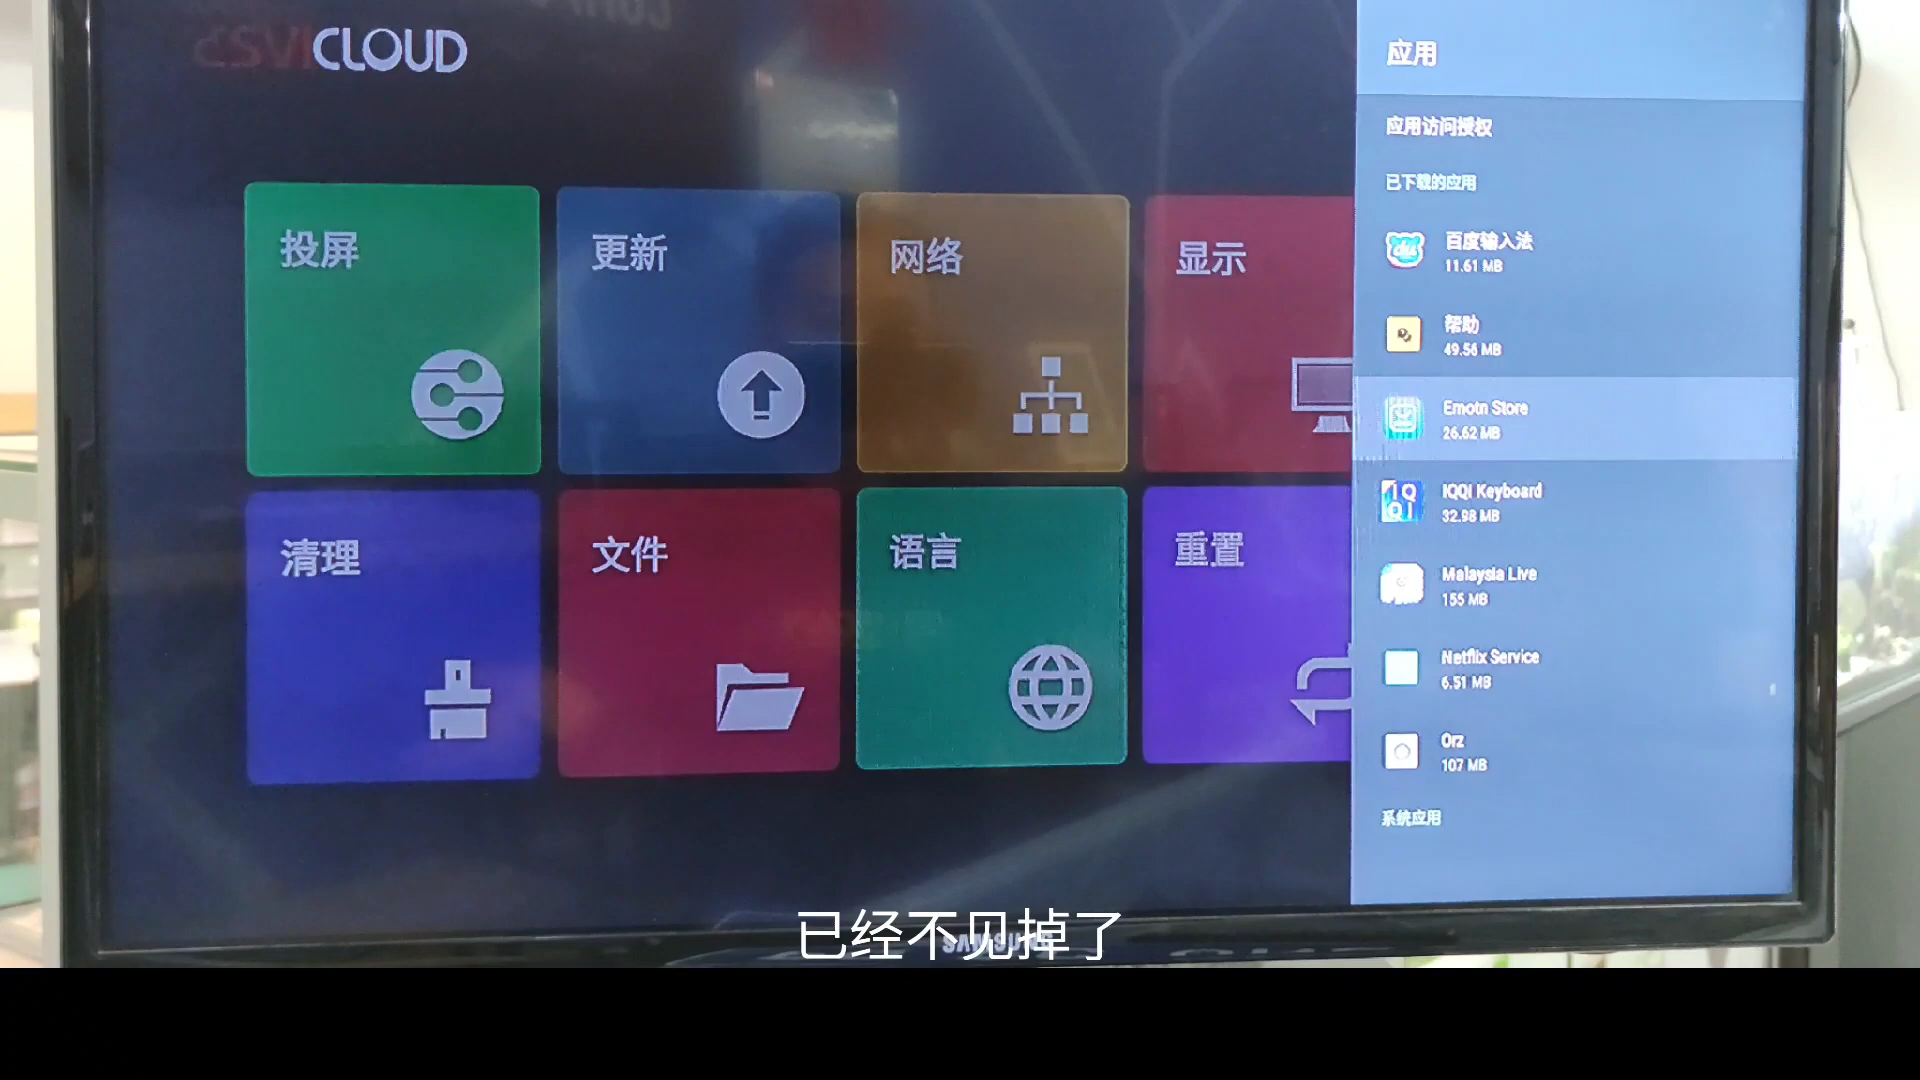 SVICLOUD
投屏
更新
网络
显示
清理
文件
语言
重置
应用
应用访问授权
已下载的应用
百度输入法
11.61 MB
帮助
49.56 MB
Emotn Store
26.62 MB
IQQI Keyboard
32.98 MB
Malaysia Live
155 MB
Netflix Service
6.51 MB
Orz
107 MB
系统应用
SAMSUNG
已经不见掉了